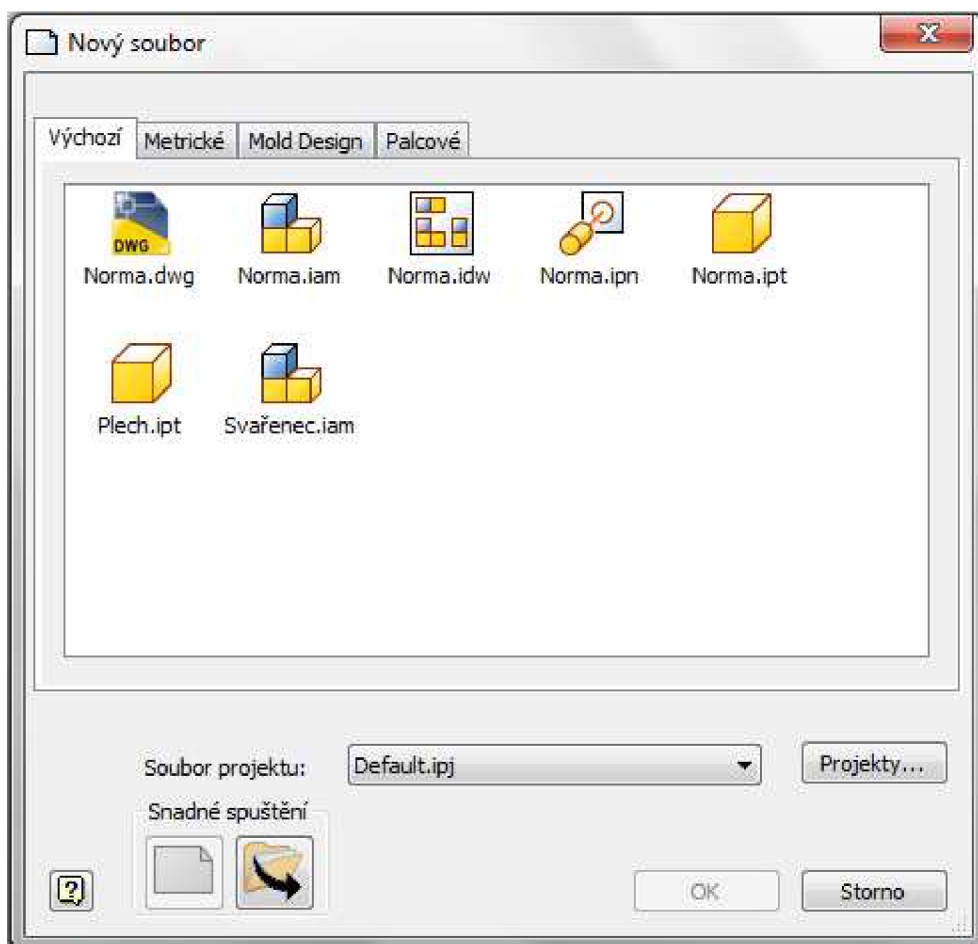 Nový soubor
Výchozí Metrické Mold Design Palcové
DWG
Norma.dwg Norma.iam Norma.idw Norma.ipn Norma.ipt
Plech.ipt Svařenec.iam
Soubor projektu: Default.ipj Projekty...
Snadné spuštění
OK Storno